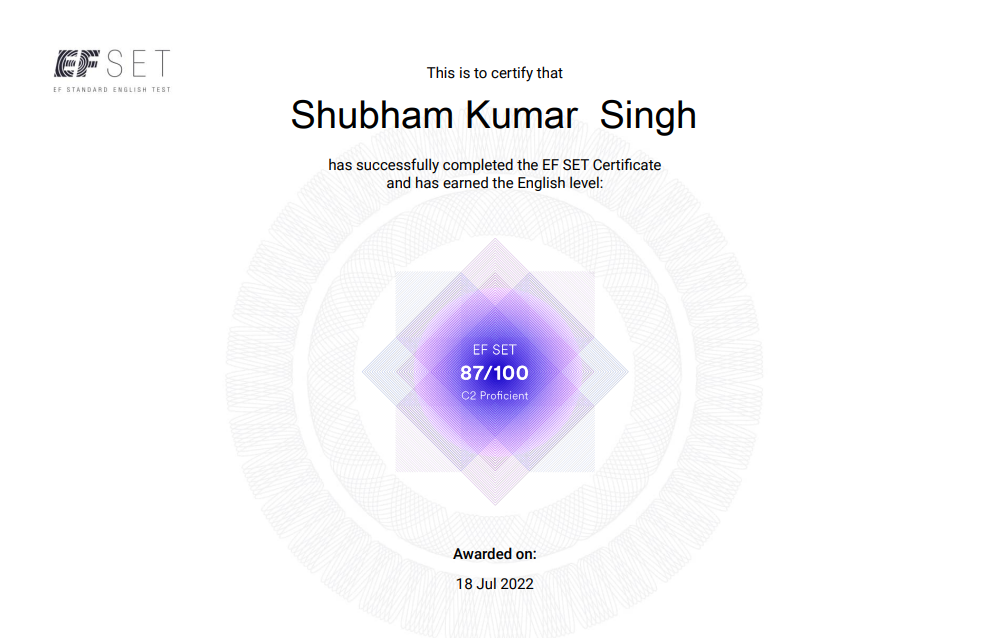 EF SET
EF STANDARD ENGLISH TEST
This is to certify that
Shubham Kumar  Singh
has successfully completed the EF SET Certificate
and has earned the English level:
EF SET
87/100
C2 Proficient
Awarded on:
18 Jul 2022